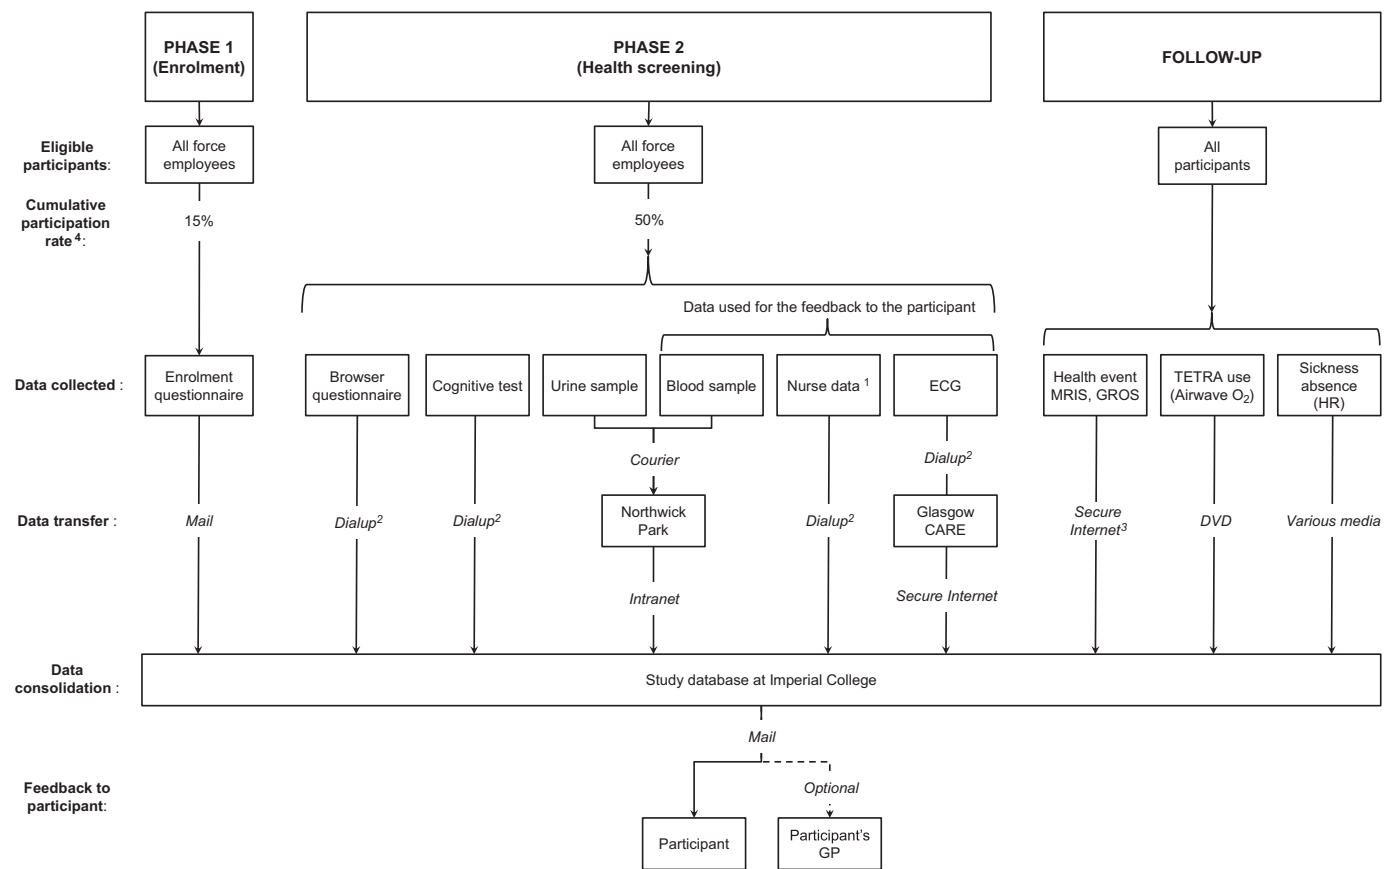 PHASE 1
(Enrolment)
PHASE 2
(Health screening)
FOLLOW-UP
Eligible
participants:
All force
employees
All force
employees
All
participants
Cumulative
participation
rate 4:
15%
50%
Data used for the feedback to the participant
Data collected :
Enrolment
questionnaire
Browser
questionnaire
Cognitive test
Urine sample
Blood sample
Nurse data 1
ECG
Health event
MRIS, GROS
TETRA use
(Airwave O2)
Sickness
absence
(HR)
Courier
Dialup2
Data transfer :
Mail
Dialup2
Dialup2
Northwick
Park
Dialup2
Glasgow
CARE
Secure
Internet3
DVD
Various media
Intranet
Secure Internet
Data
consolidation :
Study database at Imperial College
Mail
Feedback to
participant:
Optional
Participant
Participant's
GP